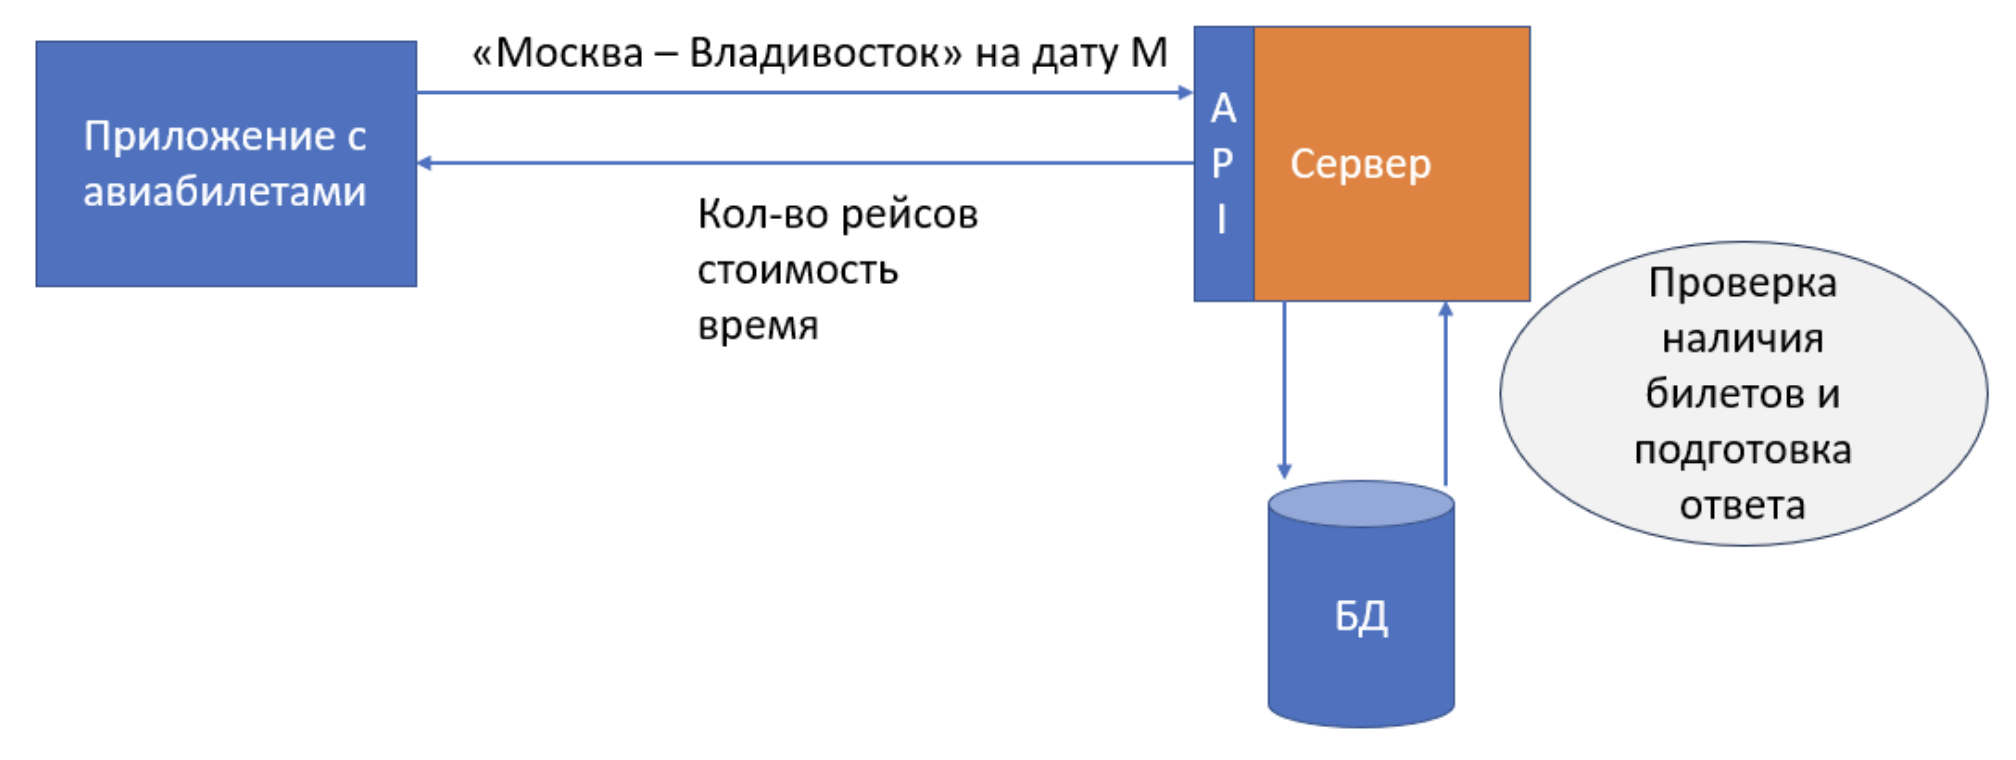 «Москва – Владивосток» на дату М
Приложение с
авиабилетами
A
P
I
Сервер
Кол-во рейсов
стоимость
время
Проверка
наличия
билетов и
подготовка
ответа
БД